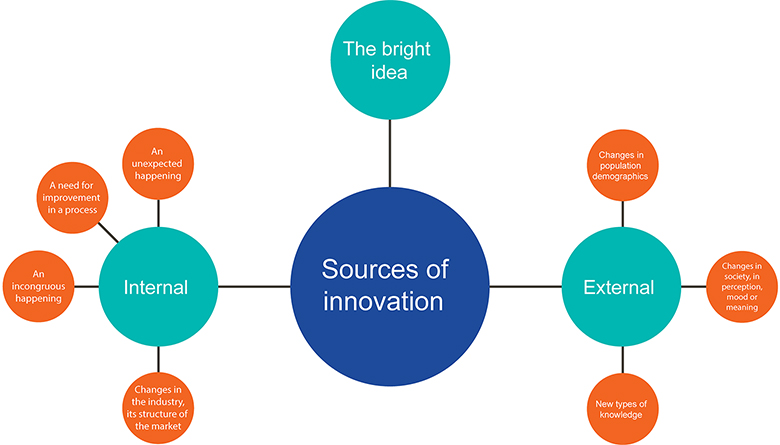 The bright
idea
An
unexpected
happening
A need for
improvement
in a process
An
incongruous
happening
Internal
Changes in
the industry,
its structure of
the market
Sources of
innovation
Changes in
population
demographics
External
Changes in
society, in
perception,
mood or
meaning
New types of
knowledge